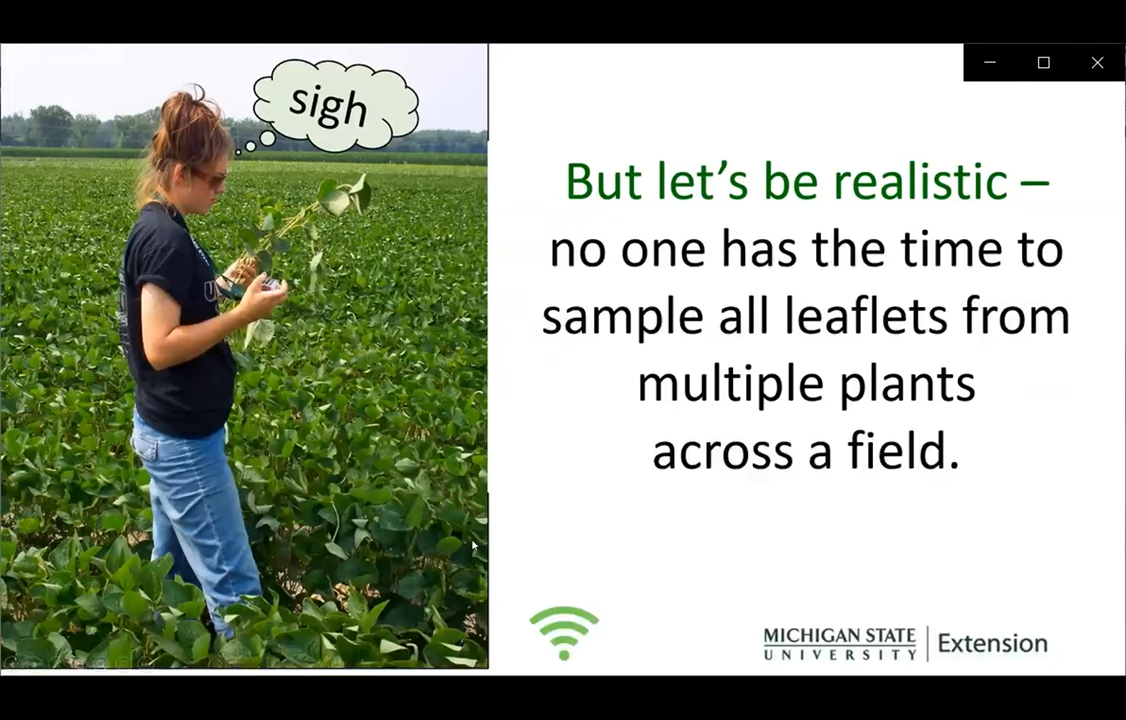 sigh
But let's be realistic –
no one has the time to
sample all leaflets from
multiple plants
across a field.
MICHIGAN STATE
UNIVERSITY
Extension